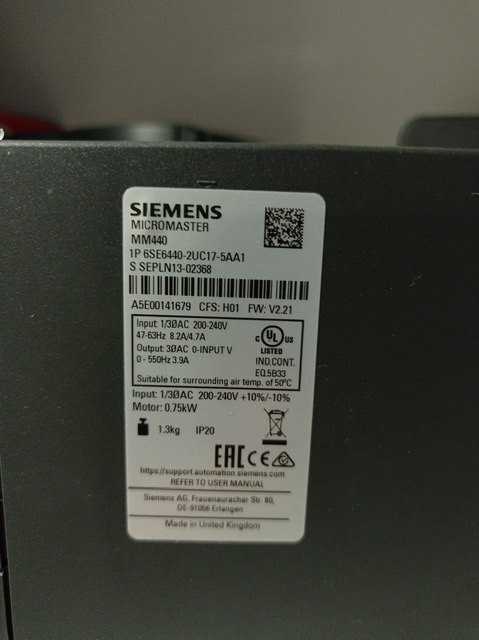 SIEMENS
MICROMASTER
MM440
1P 6SE6440-2UC17-5AA1
S SEPLN13-02368
A5E00141679 CFS: H01 FW: V2.21
Input: 1/3ØAC 200-240V
47-63Hz 8.2A/4.7A
Output: 3ØAC 0-INPUT V
0 - 550Hz 3.9A
C UL US
LISTED
IND.CONT.
EQ.5B33
Suitable for surrounding air temp. of 50°C
Input: 1/3ØAC 200-240V +10%/-10%
Motor: 0.75kW
1.3kg IP20
EAC CE
https://support.automation.siemens.com
REFER TO USER MANUAL
Siemens AG, Frauenauracher Str. 80,
DE-91056 Erlangen
Made in United Kingdom